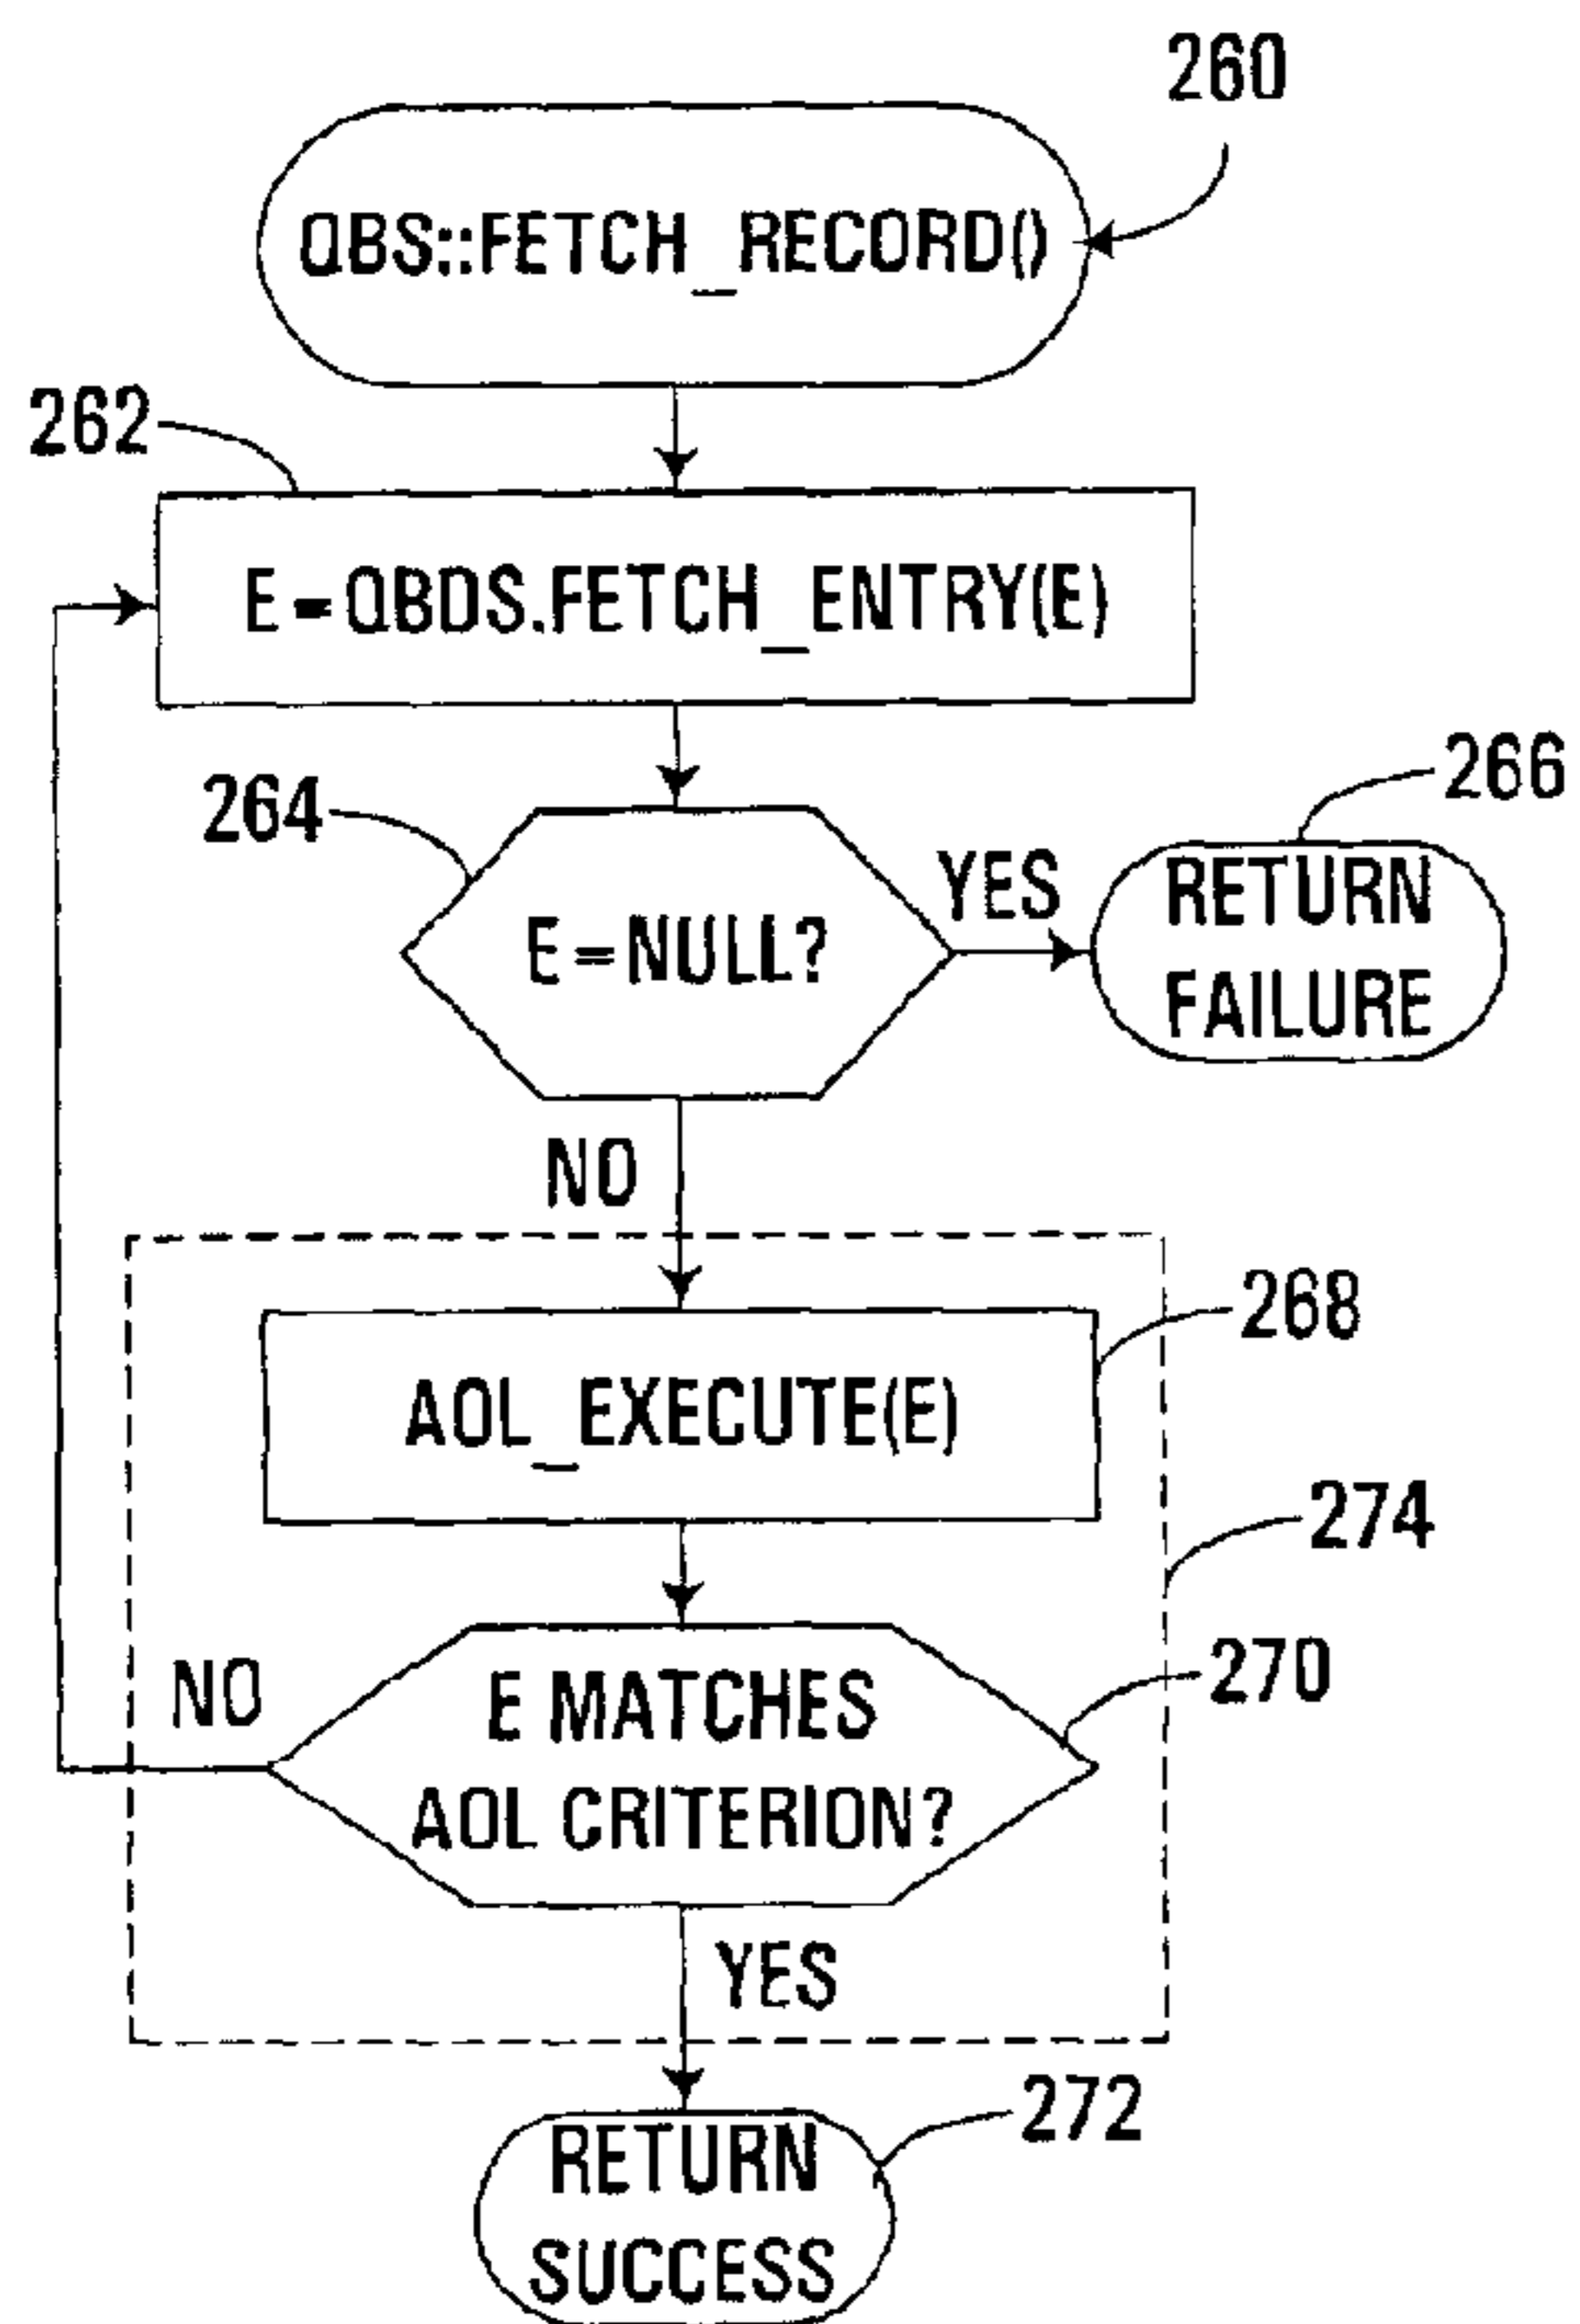 260
QBS::FETCH_RECORD()
262
E=QBDS.FETCH_ENTRY(E)
264
E=NULL?
YES
266
RETURN
FAILURE
NO
268
AOL_EXECUTE(E)
274
270
NO
E MATCHES
AOL CRITERION?
YES
272
RETURN
SUCCESS